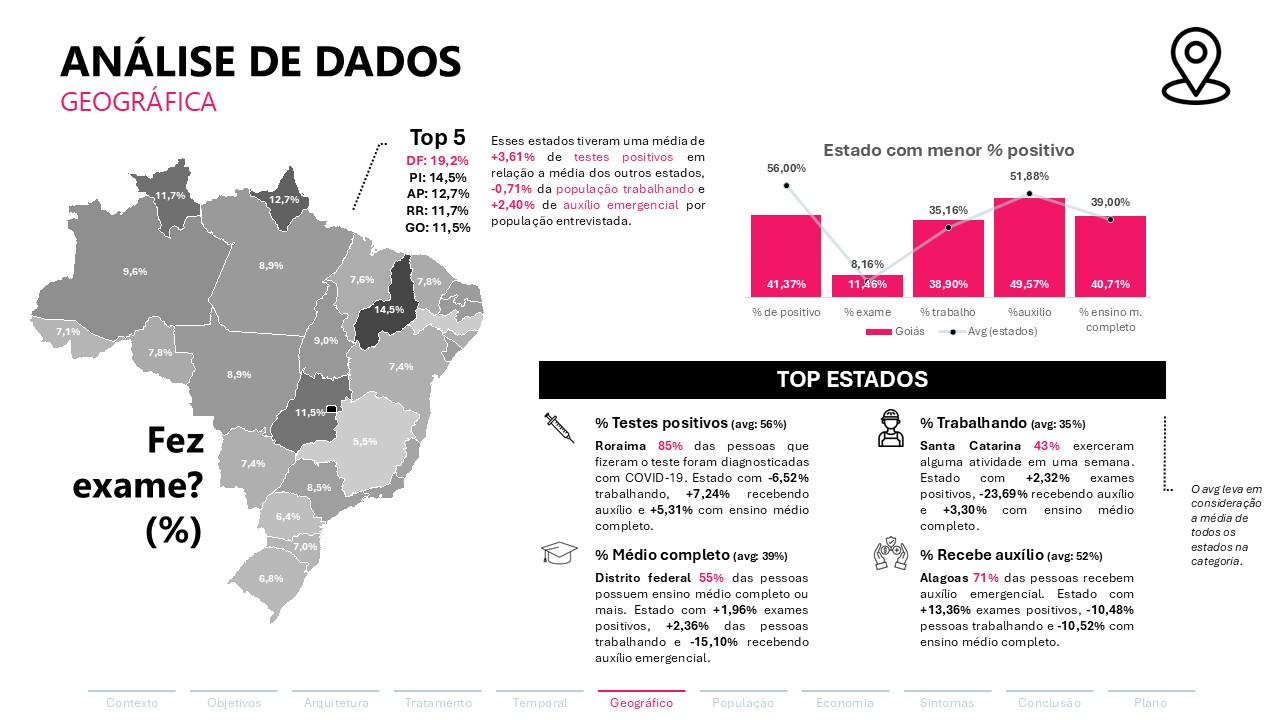 ANÁLISE DE DADOS
GEOGRÁFICA
Top 5
DF: 19,2%
PI: 14,5%
AP: 12,7%
RR: 11,7%
GO: 11,5%
Esses estados tiveram uma média de
+3,61% de testes positivos em
relação a média dos outros estados,
-0,71% da população trabalhando e
+2,40% de auxílio emergencial por
população entrevistada.
11,7%
12,7%
9,6%
8,9%
7,6%
7,8%
14,5%
7,1%
7,8%
9,0%
8,9%
7,4%
11,5%
5,5%
7,4%
8,5%
6,4%
7,0%
6,8%
Fez
exame?
(%)
Estado com menor % positivo
56,00%
8,16%
35,16%
51,88%
39,00%
41,37%
11,46%
38,90%
49,57%
40,71%
% de positivo
% exame
% trabalho
%auxilio
% ensino m.
completo
Goiás
Avg (estados)
TOP ESTADOS
% Testes positivos (avg: 56%)
Roraima 85% das pessoas que
fizeram o teste foram diagnosticadas
com COVID-19. Estado com -6,52%
trabalhando, +7,24% recebendo
auxílio e +5,31% com ensino médio
completo.
% Trabalhando (avg: 35%)
Santa Catarina 43% exerceram
alguma atividade em uma semana.
Estado com +2,32% exames
positivos, -23,69% recebendo auxílio
e +3,30% com ensino médio
completo.
% Médio completo (avg: 39%)
Distrito federal 55% das pessoas
possuem ensino médio completo ou
mais. Estado com +1,96% exames
positivos, +2,36% das pessoas
trabalhando e -15,10% recebendo
auxílio emergencial.
% Recebe auxílio (avg: 52%)
Alagoas 71% das pessoas recebem
auxílio emergencial. Estado com
+13,36% exames positivos, -10,48%
pessoas trabalhando e -10,52% com
ensino médio completo.
O avg leva em
consideração
a média de
todos os
estados na
categoria.
Contexto
Objetivos
Arquitetura
Tratamento
Temporal
Geográfico
População
Economia
Sintomas
Conclusão
Plano